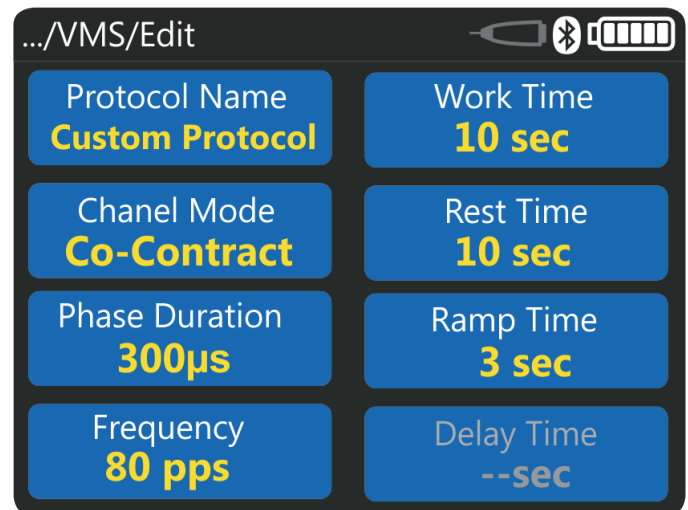 .../VMS/Edit
Protocol Name
Custom Protocol
Work Time
10 sec
Chanel Mode
Co-Contract
Rest Time
10 sec
Phase Duration
300µs
Ramp Time
3 sec
Frequency
80 pps
Delay Time
--sec